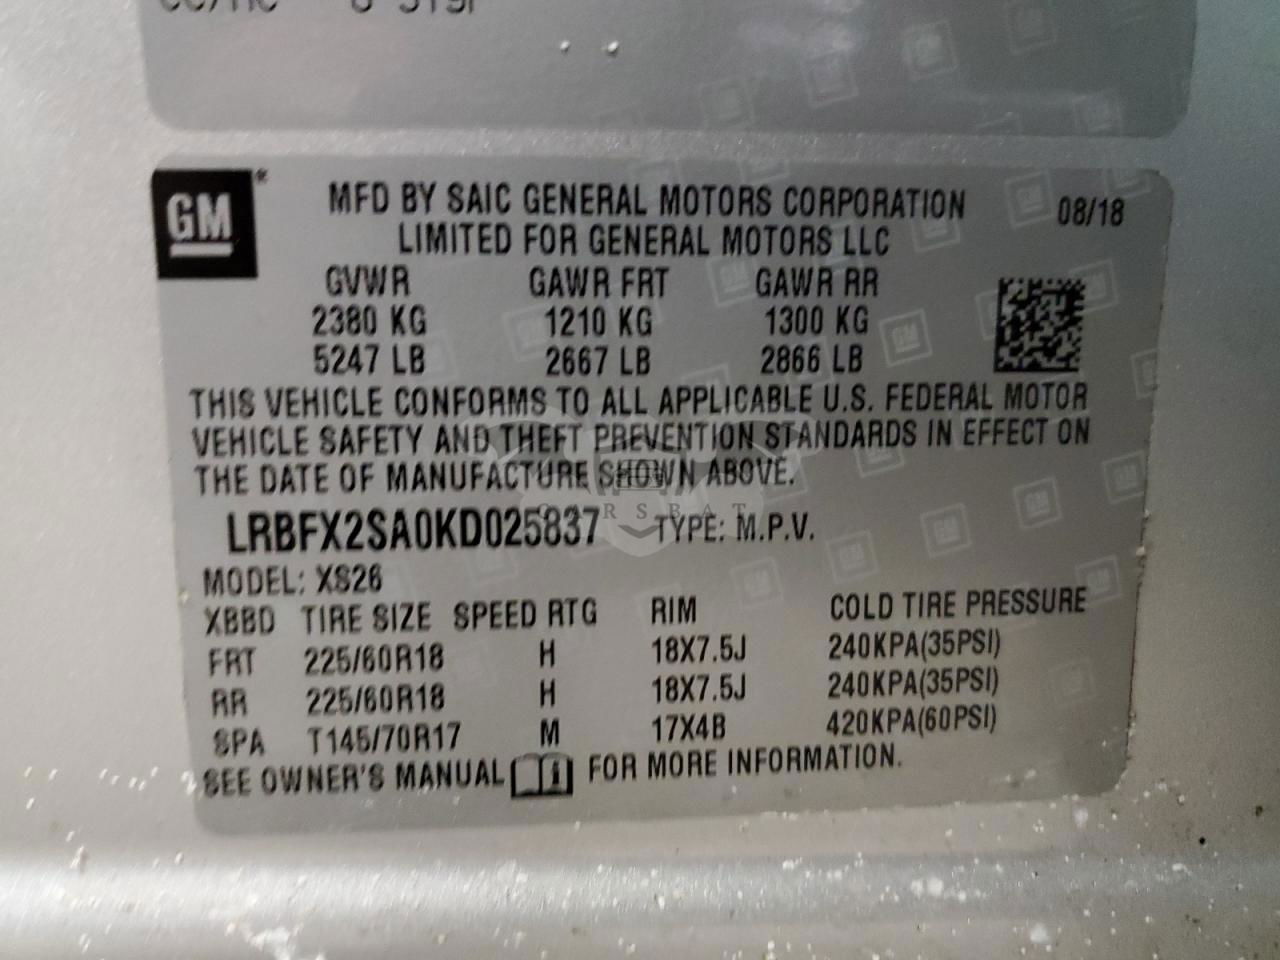 GM
MFD BY SAIC GENERAL MOTORS CORPORATION 08/18
LIMITED FOR GENERAL MOTORS LLC
GVWR GAWR FRT GAWR RR
2380 KG 1210 KG 1300 KG
5247 LB 2667 LB 2866 LB
THIS VEHICLE CONFORMS TO ALL APPLICABLE U.S. FEDERAL MOTOR
VEHICLE SAFETY AND THEFT PREVENTION STANDARDS IN EFFECT ON
THE DATE OF MANUFACTURE SHOWN ABOVE.
CARSBAT
LRBFX2SA0KD025837 TYPE: M.P.V.
MODEL: XS26
XBBD TIRE SIZE SPEED RTG RIM COLD TIRE PRESSURE
FRT 225/60R18 H 18X7.5J 240KPA(35PSI)
RR 225/60R18 H 18X7.5J 240KPA(35PSI)
SPA T145/70R17 M 17X4B 420KPA(60PSI)
SEE OWNER'S MANUAL FOR MORE INFORMATION.